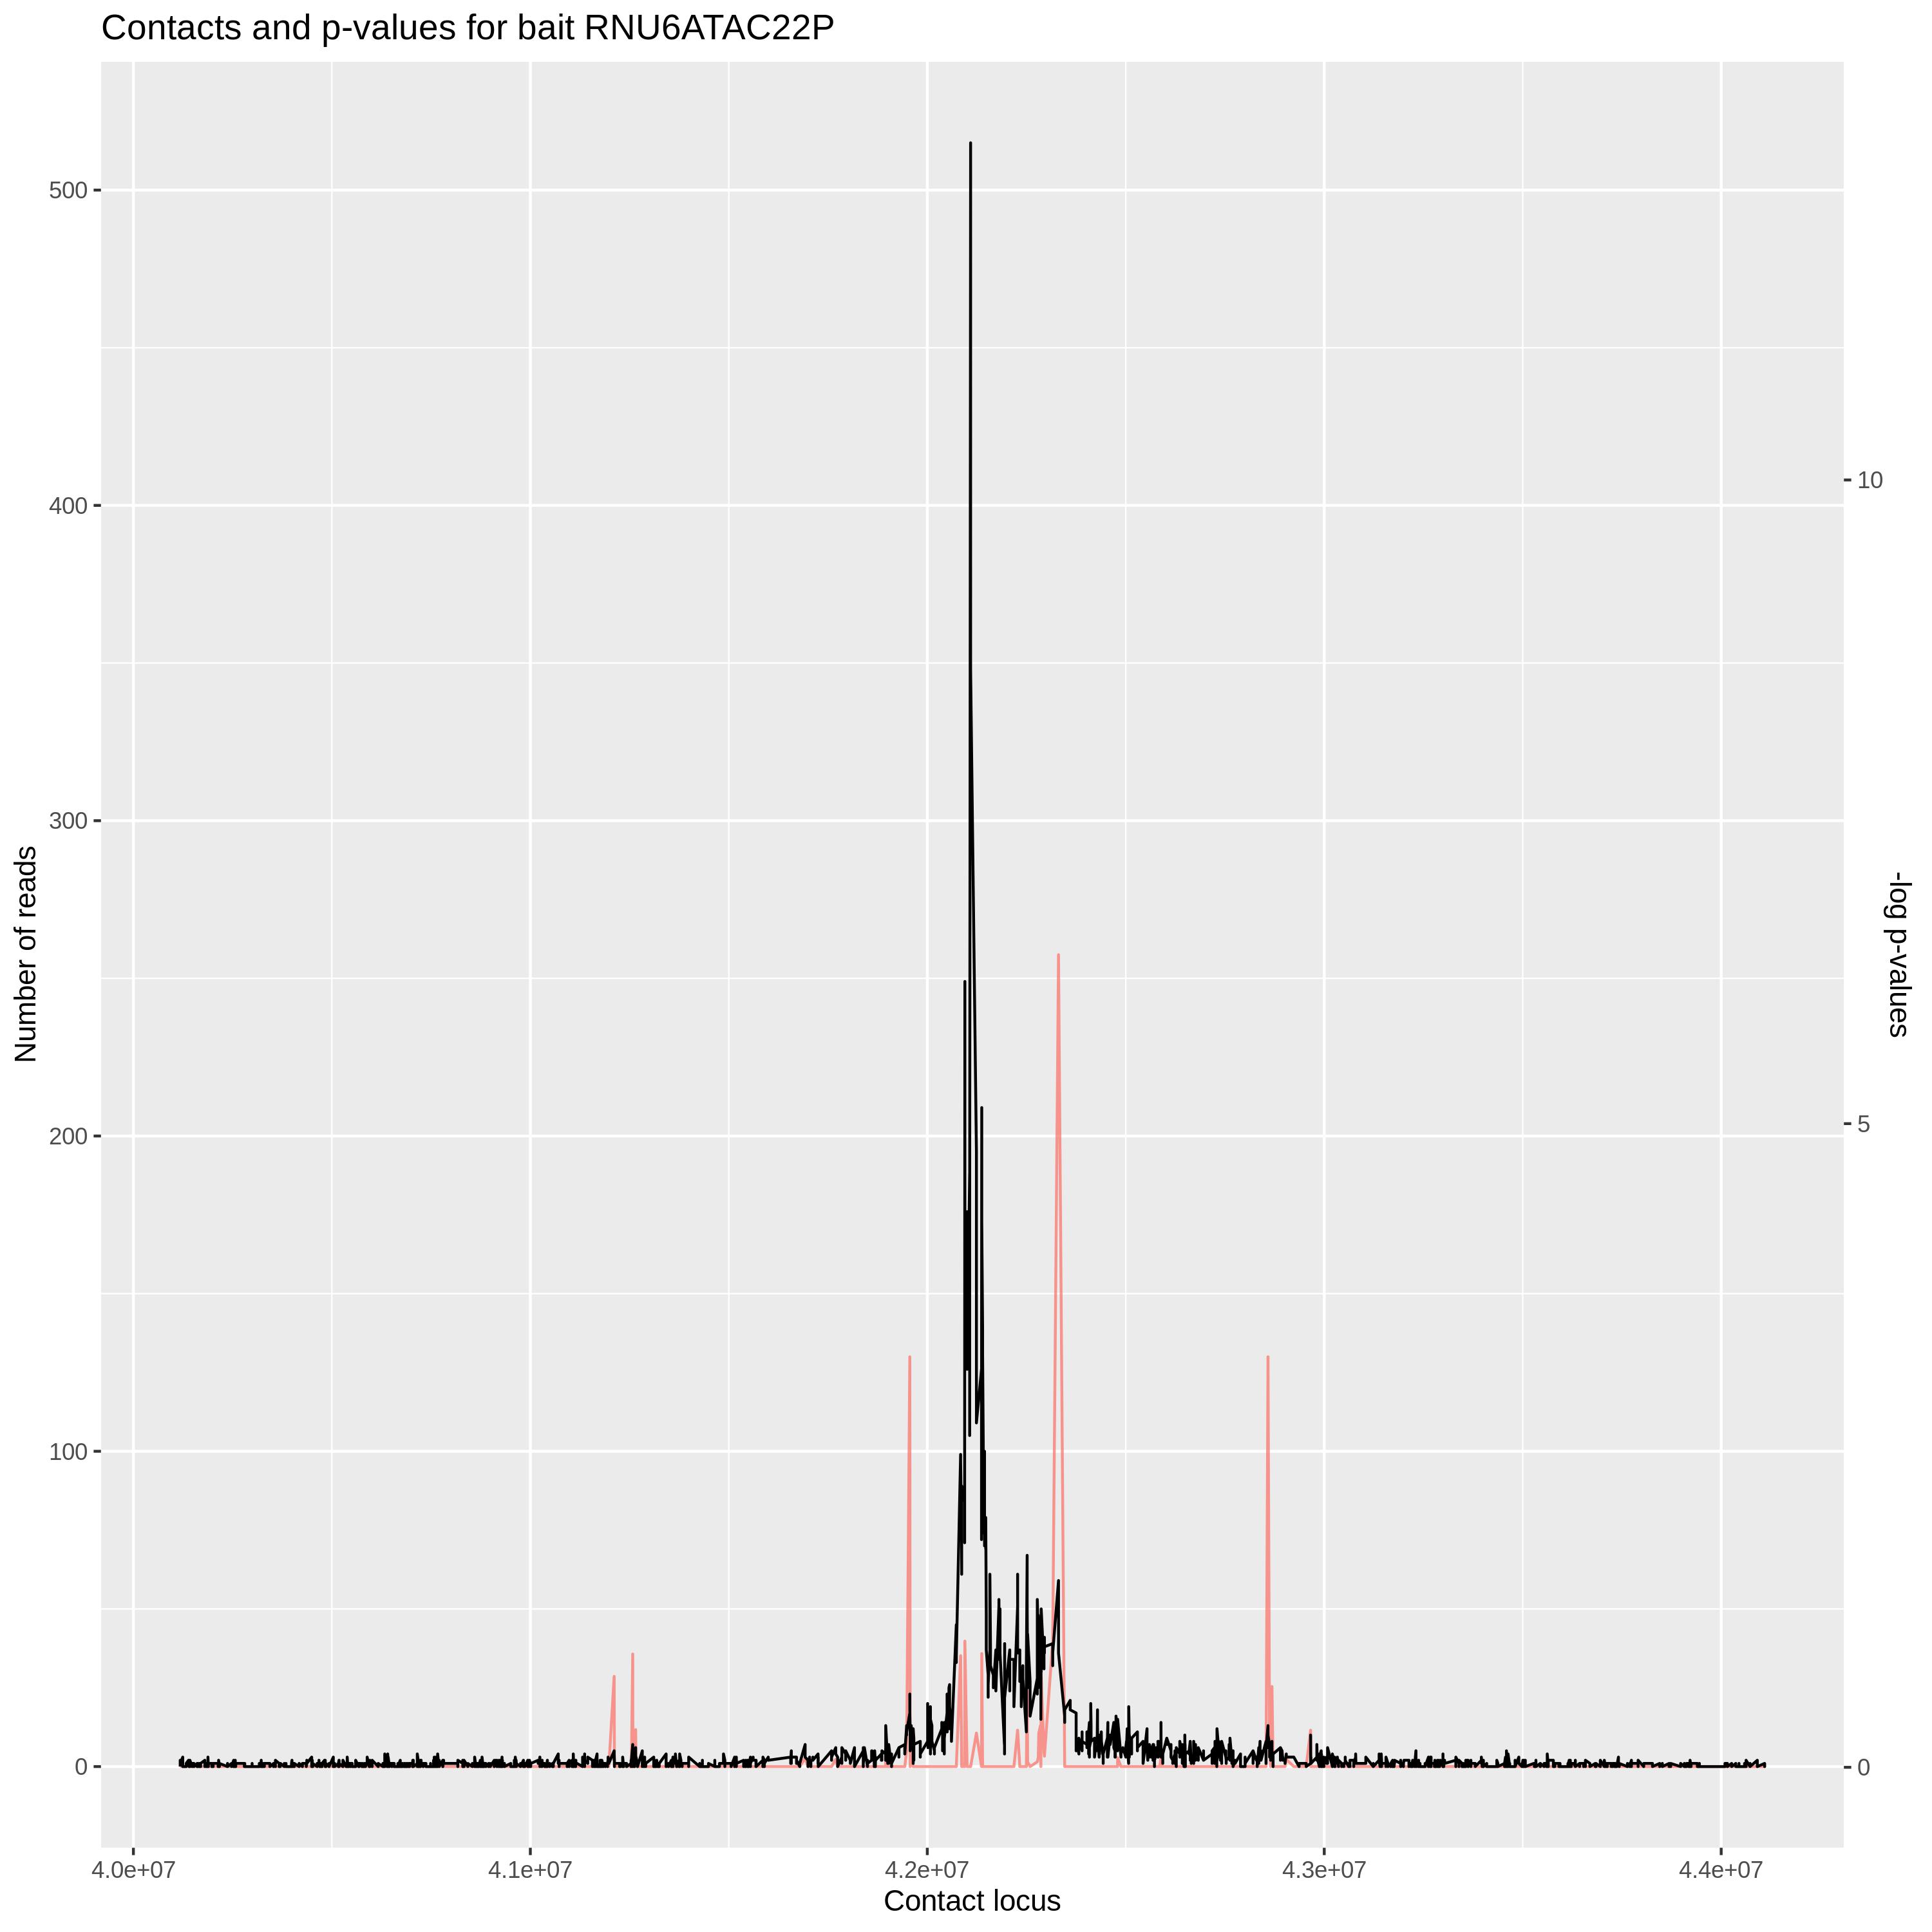 Contacts and p-values for bait RNU6ATAC22P
500
400
300
200
100
0
Number of reads
10
5
0
-log p-values
4.0e+07
4.1e+07
4.2e+07
4.3e+07
4.4e+07
Contact locus